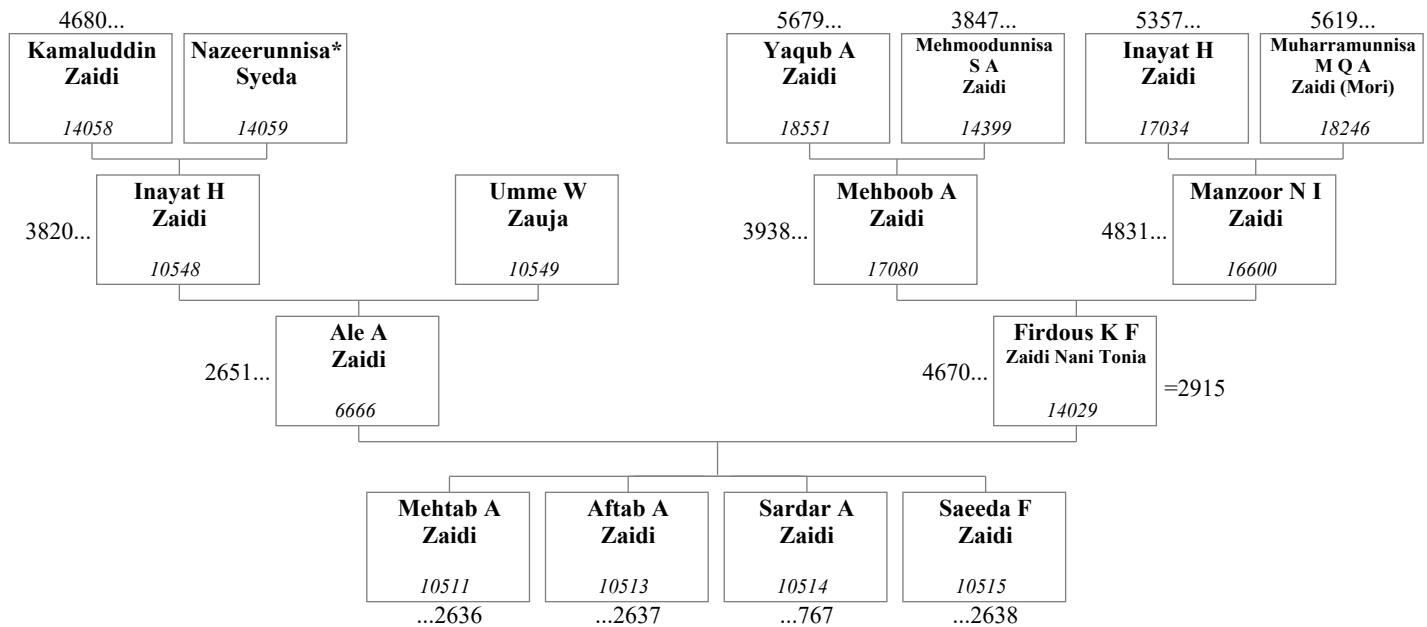 4680...
Kamaluddin
Zaidi
14058
Nazeerunnisa*
Syeda
14059
5679...
Yaqub A
Zaidi
18551
3847...
Mehmoodunnisa
S A
Zaidi
14399
5357...
Inayat H
Zaidi
17034
5619...
Muharramunnisa
M Q A
Zaidi (Mori)
18246
3820...
Inayat H
Zaidi
10548
Umme W
Zauja
10549
3938...
Mehboob A
Zaidi
17080
4831...
Manzoor N I
Zaidi
16600
2651...
Ale A
Zaidi
6666
4670...
Firdous K F
Zaidi Nani Tonia
14029
=2915
Mehtab A
Zaidi
10511
...2636
Aftab A
Zaidi
10513
...2637
Sardar A
Zaidi
10514
...767
Saeeda F
Zaidi
10515
...2638